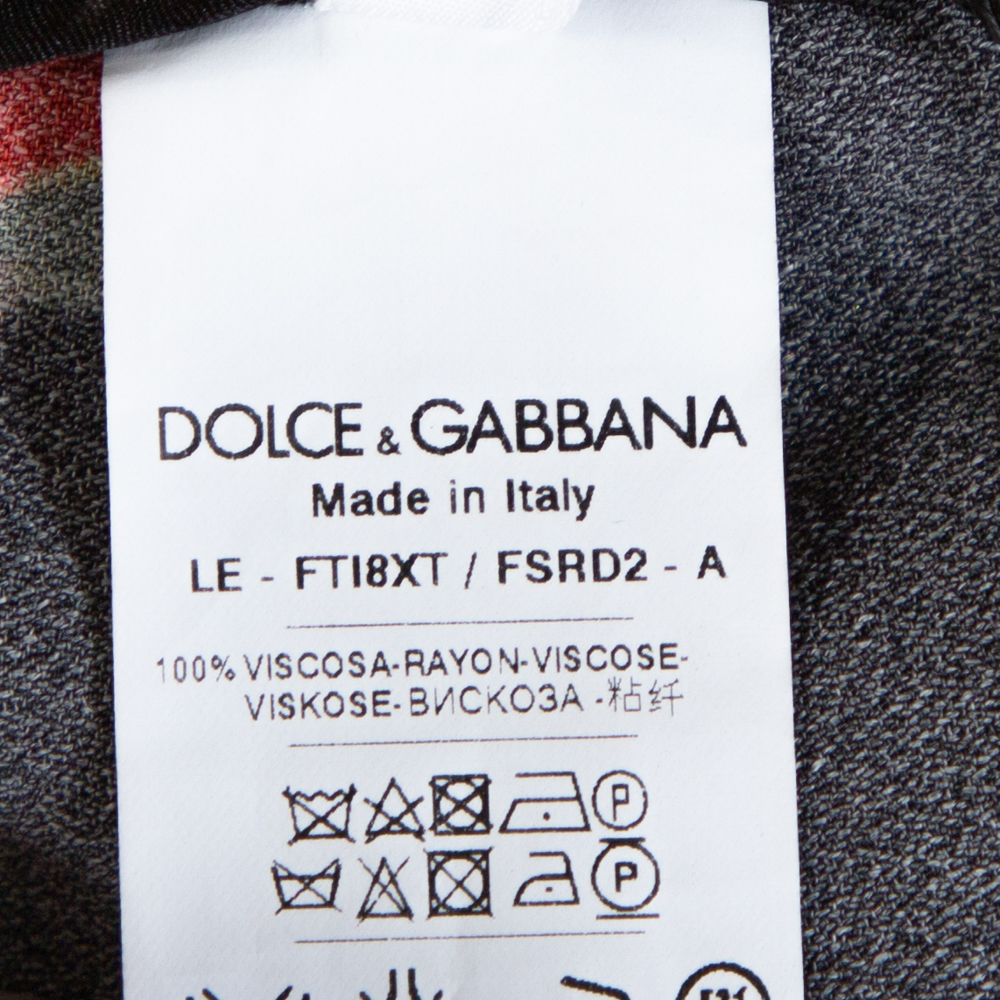 DOLCE & GABBANA
Made in Italy
LE - FTI8XT / FSRD2 - A
100% VISCOSA-RAYON-VISCOSE-
VISKOSE-ВИСКОЗА -粘纤
P
P